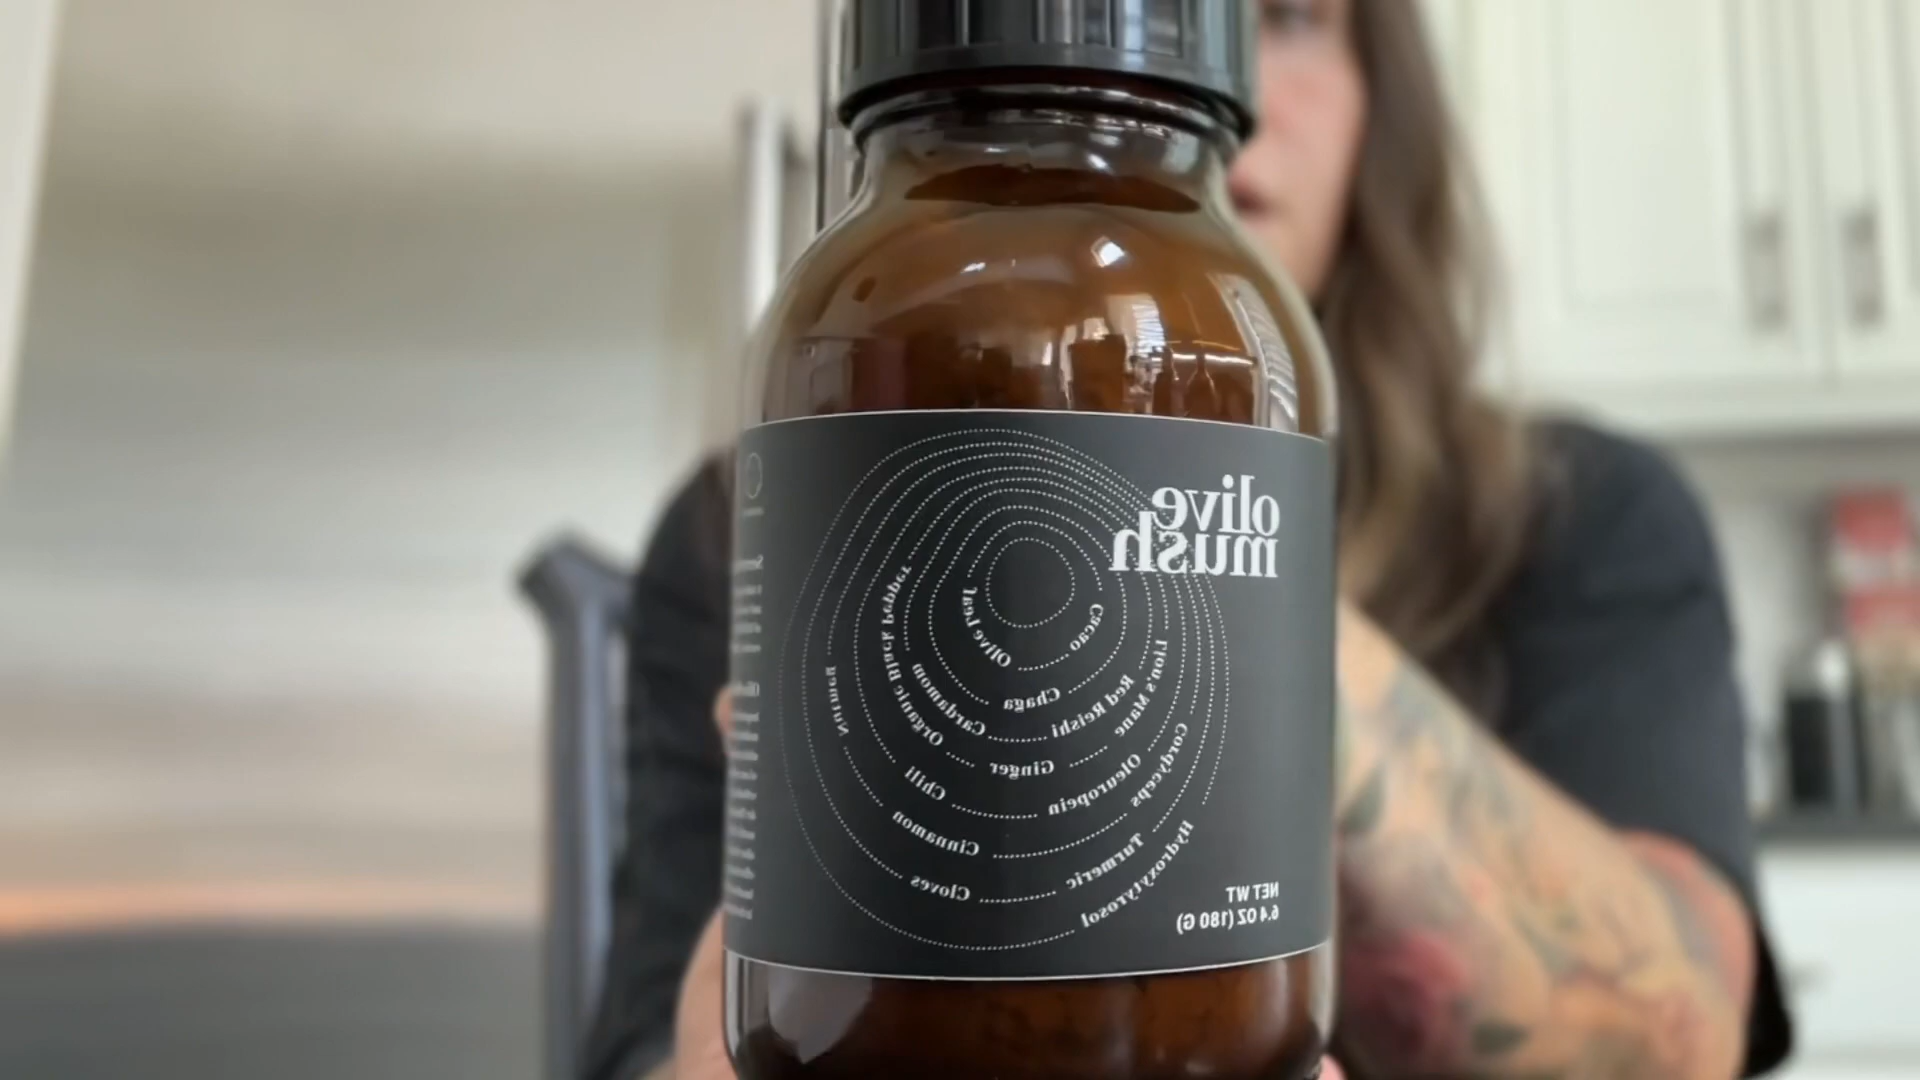 olive
mush
Olive Leaf
Cacao
Chaga
Cardamom
Red Reishi
Organic Black Pepper
Ginger
Lion's Mane
Chili
Oleuropein
Cordyceps
Nutmeg
Cinnamon
Turmeric
Cloves
Hydroxytyrosol
NET WT
6.4 OZ (180 G)